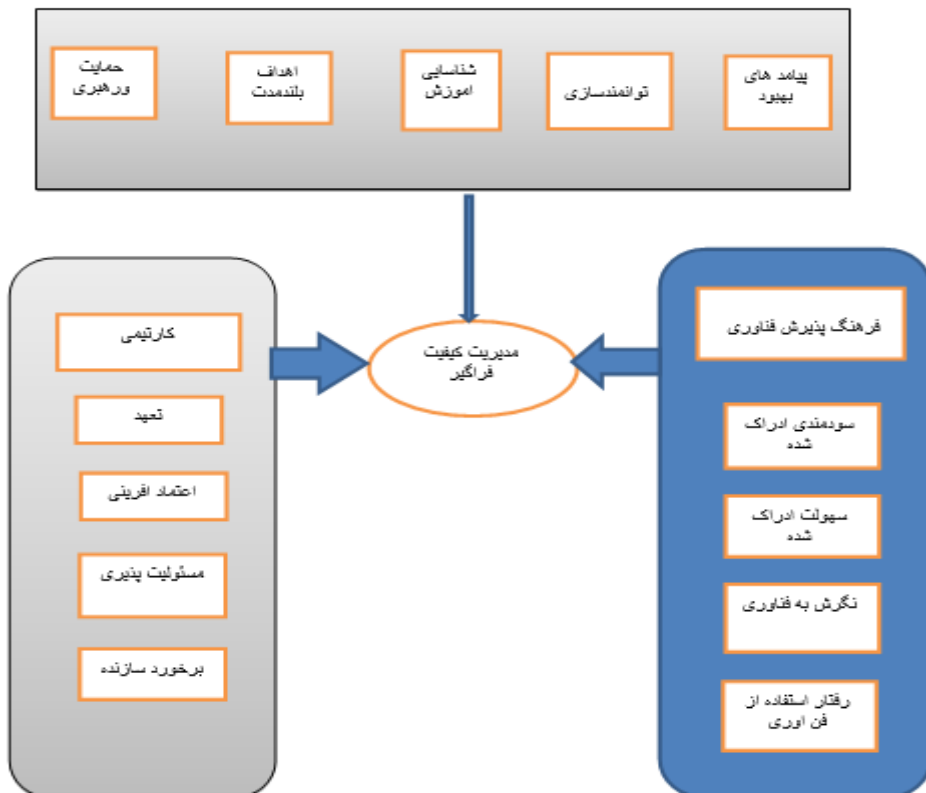 پیامد های
بهبود
توانمندسازی
شناسایی
اموزش
اهداف
بلندمدت
حمایت
ورهبری
فرهنگ پذیرش فناوری
سودمندی ادراک
شده
سهولت ادراک
شده
نگرش به فناوری
رفتار استفاده از
فن اوری
مدیریت کیفیت
فراگیر
کارتیمی
تعهد
اعتماد افرینی
مسئولیت پذیری
برخورد سازنده